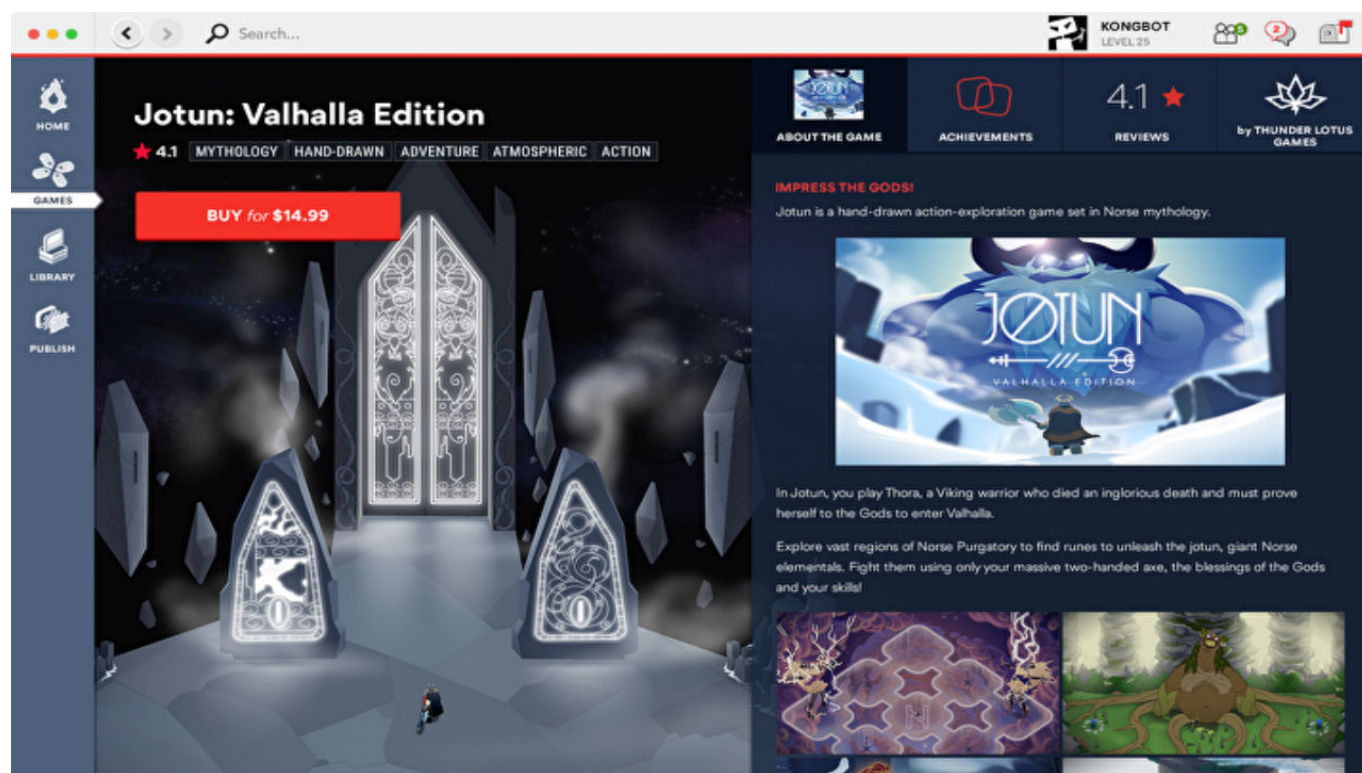 Search...
KONGBOT
LEVEL 25
5
2
HOME
GAMES
LIBRARY
PUBLISH
Jotun: Valhalla Edition
4.1 MYTHOLOGY HAND-DRAWN ADVENTURE ATMOSPHERIC ACTION
BUY for $14.99
ABOUT THE GAME
ACHIEVEMENTS
4.1
REVIEWS
by THUNDER LOTUS
GAMES
IMPRESS THE GODS!
Jotun is a hand-drawn action-exploration game set in Norse mythology.
JOTUN
VALHALLA EDITION
In Jotun, you play Thora, a Viking warrior who died an inglorious death and must prove
herself to the Gods to enter Valhalla.
Explore vast regions of Norse Purgatory to find runes to unleash the jotun, giant Norse
elementals. Fight them using only your massive two-handed axe, the blessings of the Gods
and your skills!